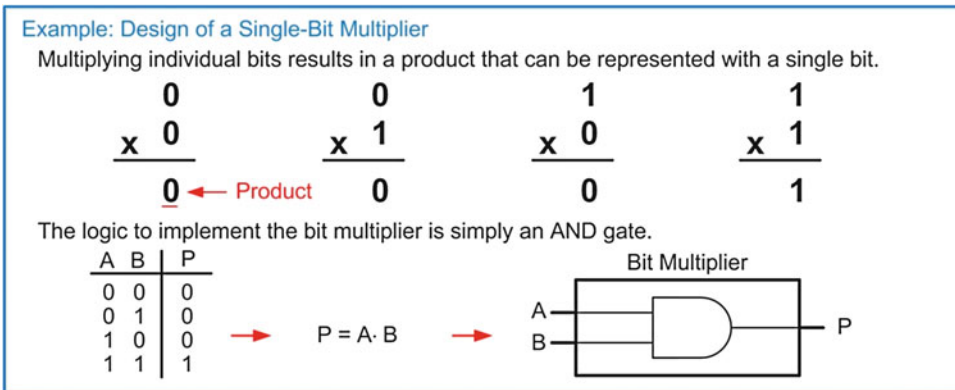 Example: Design of a Single-Bit Multiplier
Multiplying individual bits results in a product that can be represented with a single bit.
0 0 1 1
x 0 x 1 x 0 x 1
0 Product 0 0 1
The logic to implement the bit multiplier is simply an AND gate.
A B P
0 0 0
0 1 0
1 0 0
1 1 1
P = A· B
Bit Multiplier
A
B
P